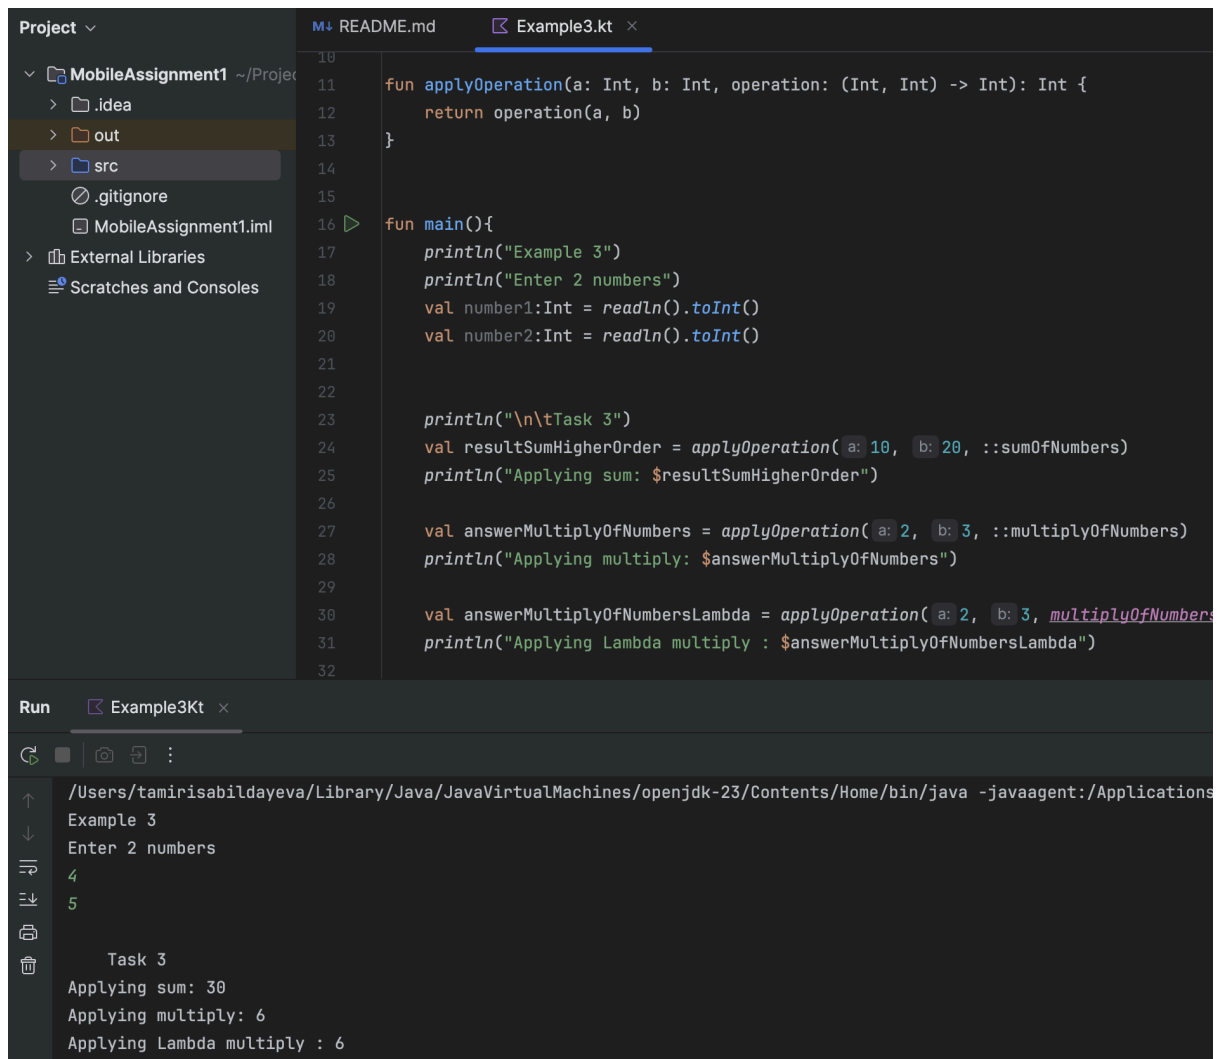 Project
README.md
Example3.kt
MobileAssignment1 ~/Projec
.idea
out
src
.gitignore
MobileAssignment1.iml
External Libraries
Scratches and Consoles
10
11 fun applyOperation(a: Int, b: Int, operation: (Int, Int) -> Int): Int {
12 return operation(a, b)
13 }
14
15
16 fun main(){
17 println("Example 3")
18 println("Enter 2 numbers")
19 val number1:Int = readln().toInt()
20 val number2:Int = readln().toInt()
21
22
23 println("\n\tTask 3")
24 val resultSumHigherOrder = applyOperation( a: 10, b: 20, ::sumOfNumbers)
25 println("Applying sum: $resultSumHigherOrder")
26
27 val answerMultiplyOfNumbers = applyOperation( a: 2, b: 3, ::multiplyOfNumbers)
28 println("Applying multiply: $answerMultiplyOfNumbers")
29
30 val answerMultiplyOfNumbersLambda = applyOperation( a: 2, b: 3, multiplyOfNumbers
31 println("Applying Lambda multiply : $answerMultiplyOfNumbersLambda")
32
Run Example3Kt
/Users/tamirisabildayeva/Library/Java/JavaVirtualMachines/openjdk-23/Contents/Home/bin/java -javaagent:/Applications
Example 3
Enter 2 numbers
4
5
Task 3
Applying sum: 30
Applying multiply: 6
Applying Lambda multiply : 6